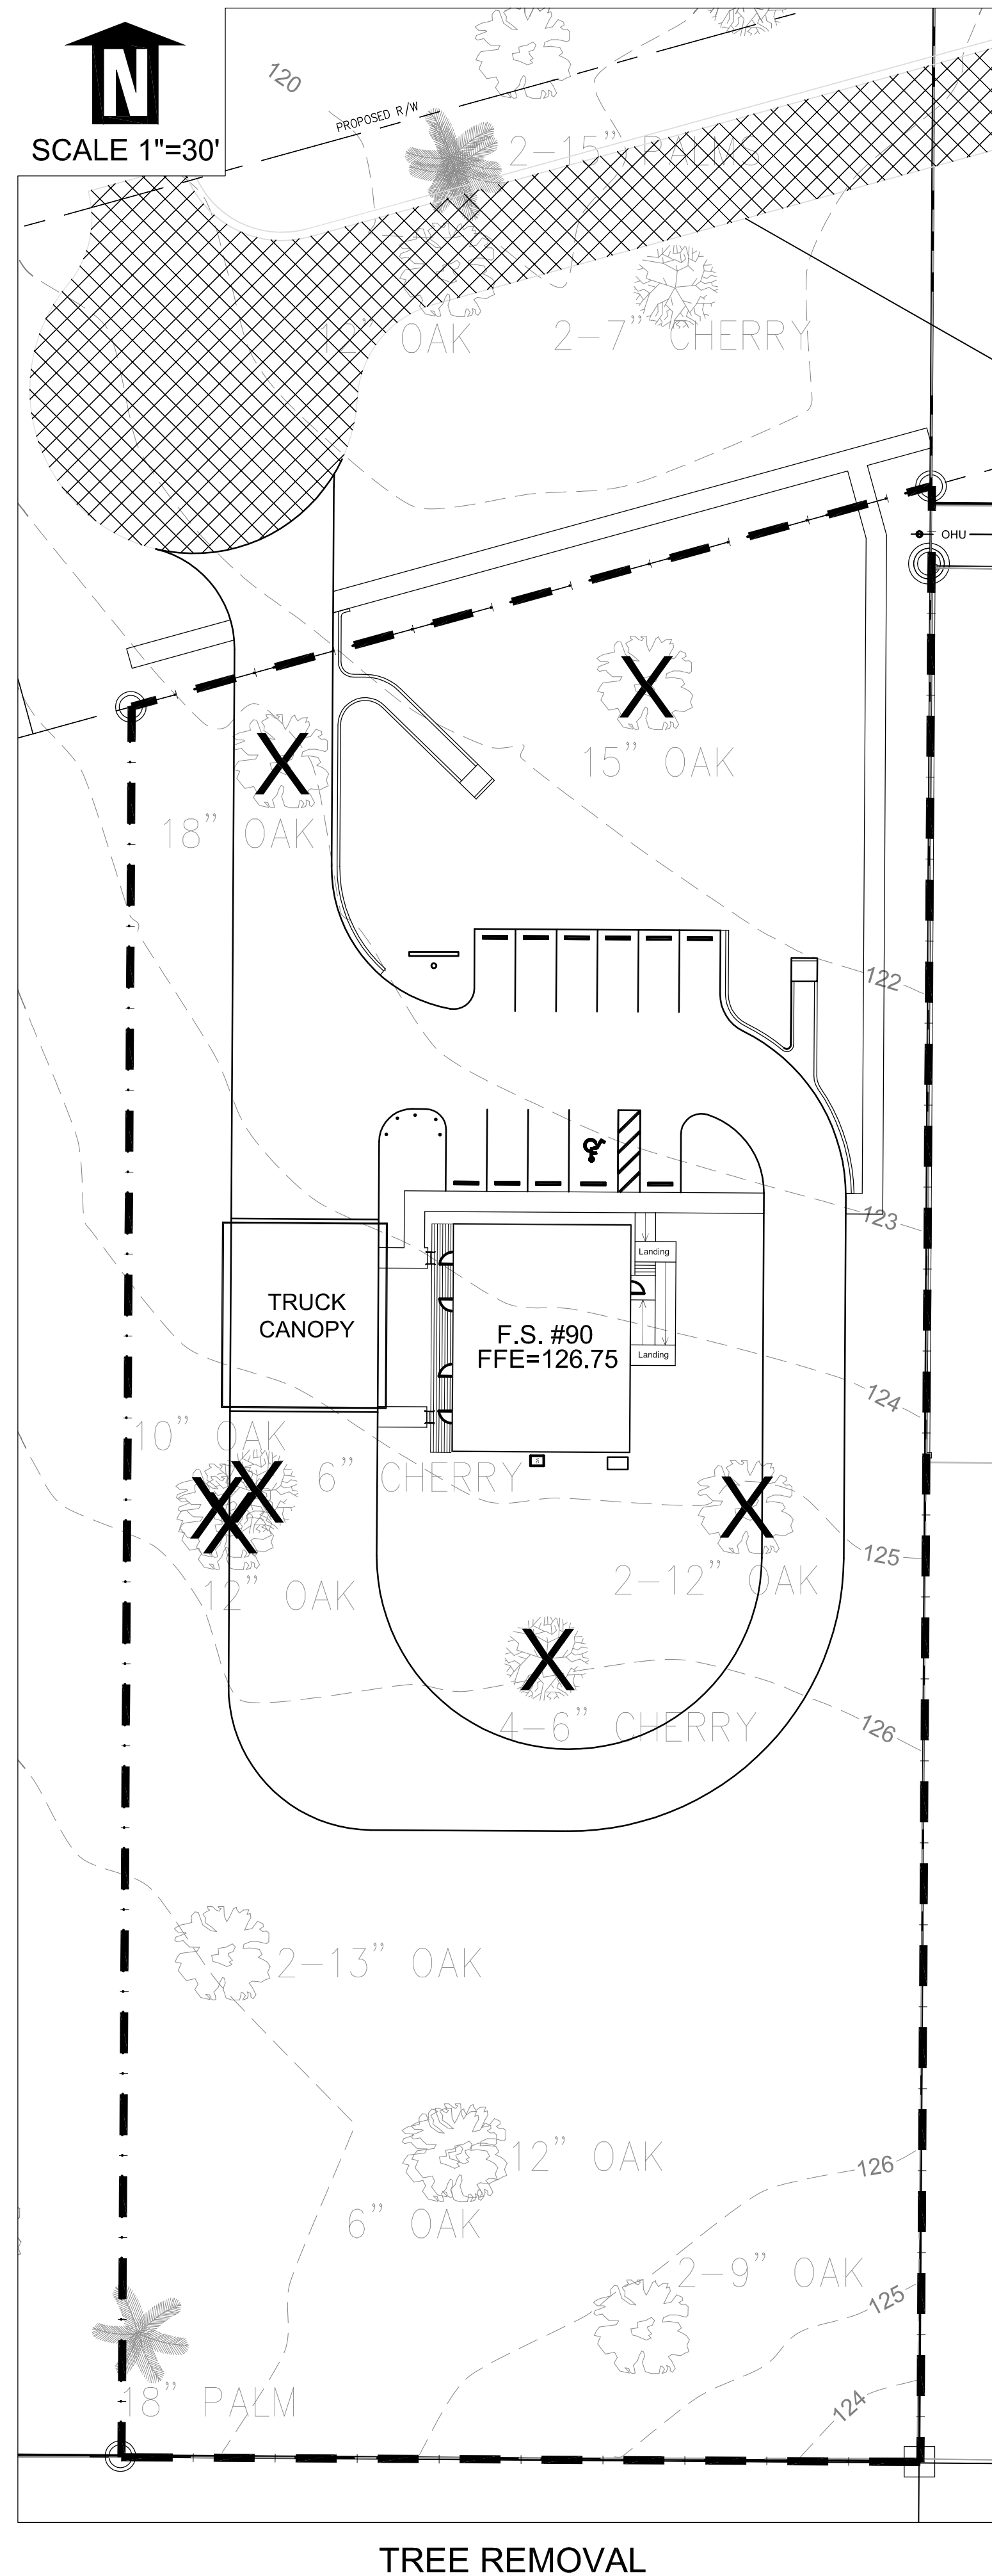 N
SCALE 1"=30'
120
PROPOSED R/W
2-15" PALMS
12" OAK
2-7" CHERRY
OHU
15" OAK
18" OAK
122
123
Landing
TRUCK
CANOPY
F.S. #90
FFE=126.75
Landing
124
10" OAK
6" CHERRY
125
2-12" OAK
12" OAK
4-6" CHERRY
126
2-13" OAK
12" OAK
126
6" OAK
2-9" OAK
125
18" PALM
124
TREE REMOVAL